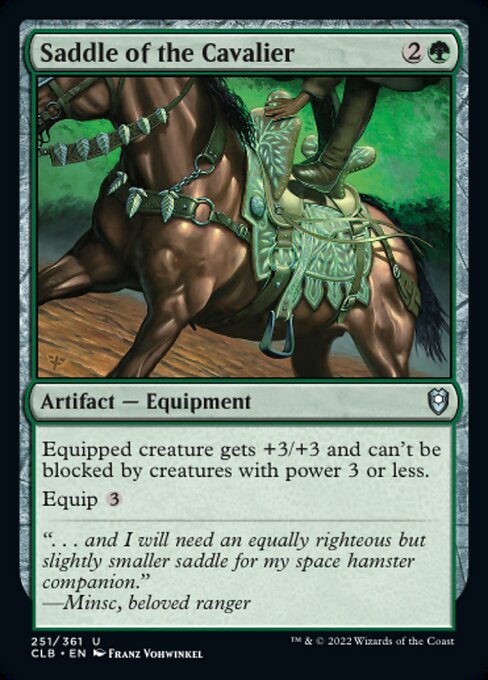 Saddle of the Cavalier 2
Artifact — Equipment
Equipped creature gets +3/+3 and can't be
blocked by creatures with power 3 or less.
Equip 3
“. . . and I will need an equally righteous but
slightly smaller saddle for my space hamster
companion.”
—Minsc, beloved ranger
251/361 U
CLB • EN Franz Vohwinkel
™ & © 2022 Wizards of the Coast